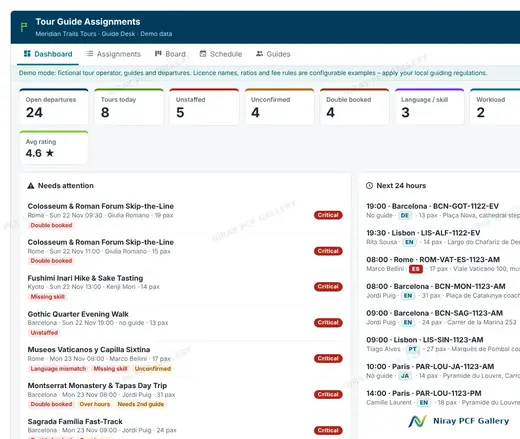 Tour Guide Assignments
Meridian Trails Tours · Guide Desk · Demo data
Dashboard Assignments Board Schedule Guides
Demo mode: fictional tour operator, guides and departures. Licence names, ratios and fee rules are configurable examples – apply your local guiding regulations.
Open departures
24
Tours today
8
Unstaffed
5
Unconfirmed
4
Double booked
4
Language / skill
3
Workload
2
Avg rating
4.6 ★
Needs attention
Colosseum & Roman Forum Skip-the-Line
Rome · Sun 22 Nov 09:30 · Giulia Romano · 19 pax
Critical
Double booked
Colosseum & Roman Forum Skip-the-Line
Rome · Sun 22 Nov 11:00 · Giulia Romano · 15 pax
Critical
Double booked
Fushimi Inari Hike & Sake Tasting
Kyoto · Sun 22 Nov 13:00 · Kenji Mori · 14 pax
Critical
Missing skill
Gothic Quarter Evening Walk
Barcelona · Sun 22 Nov 19:00 · no guide · 13 pax
Critical
Unstaffed
Museos Vaticanos y Capilla Sixtina
Rome · Mon 23 Nov 08:00 · Marco Bellini · 17 pax
Critical
Language mismatch Missing skill Unconfirmed
Montserrat Monastery & Tapas Day Trip
Barcelona · Mon 23 Nov 08:00 · Jordi Puig · 31 pax
Critical
Double booked Over hours Needs 2nd guide
Sagrada Família Fast-Track
Barcelona · Mon 23 Nov 09:00 · Jordi Puig · 24 pax
Critical
Next 24 hours
19:00 · Barcelona · BCN-GOT-1122-EV
No guide · DE · 13 pax · Plaça Nova, cathedral step
19:30 · Lisbon · LIS-ALF-1122-EV
Rita Sousa · EN · 14 pax · Largo do Chafariz de De
08:00 · Rome · ROM-VAT-ES-1123-AM
Marco Bellini · ES · 17 pax · Viale Vaticano 100, mu
08:00 · Barcelona · BCN-MON-1123-AM
Jordi Puig · EN · 31 pax · Plaça de Catalunya coach
09:00 · Barcelona · BCN-SAG-1123-AM
Jordi Puig · EN · 24 pax · Carrer de la Marina 253
09:00 · Lisbon · LIS-SIN-1123-AM
Tiago Alves · PT · 27 pax · Marquês de Pombal coa
10:00 · Paris · PAR-LOU-JA-1123-AM
No guide · JA · 14 pax · Pyramide du Louvre, Carro
14:00 · Paris · PAR-LOU-1123-PM
Camille Laurent · EN · 18 pax · Pyramide du Louvre
Niray PCF Gallery
NIRAY PCF GALLERY